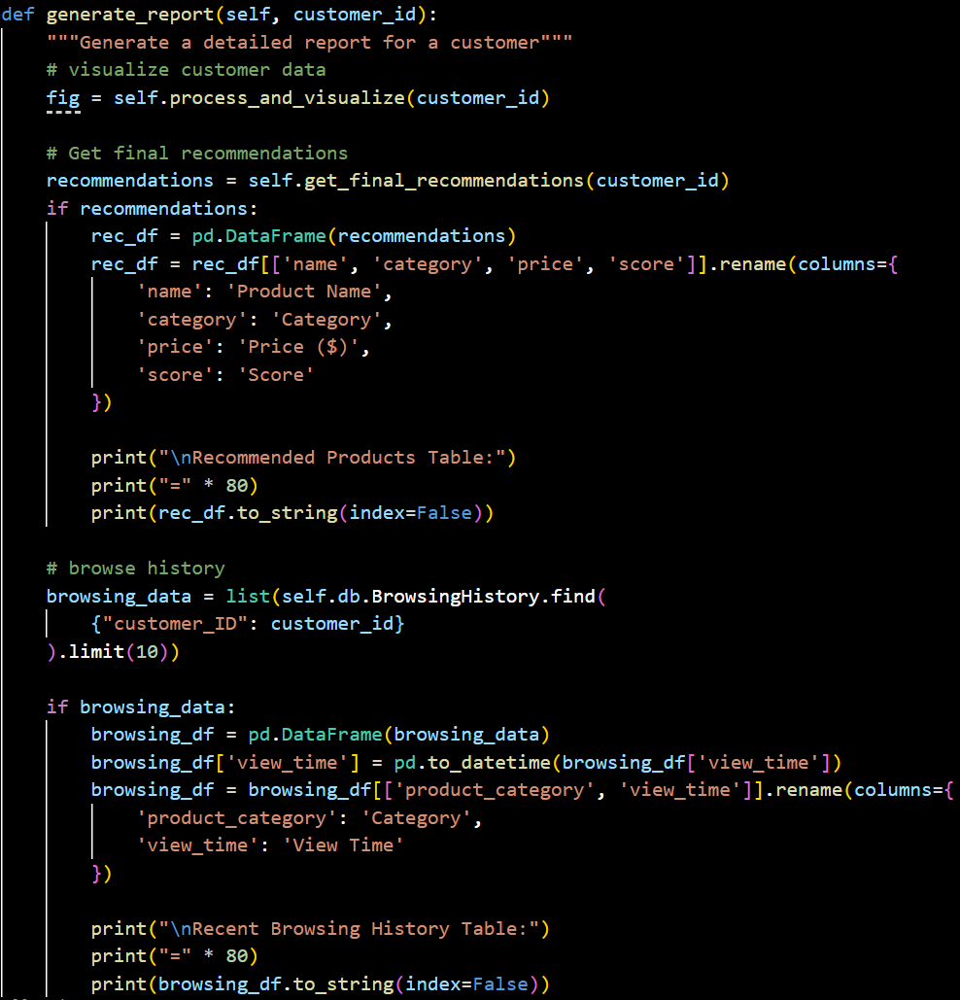 def generate_report(self, customer_id):
    """Generate a detailed report for a customer"""
    # visualize customer data
    fig = self.process_and_visualize(customer_id)

    # Get final recommendations
    recommendations = self.get_final_recommendations(customer_id)
    if recommendations:
        rec_df = pd.DataFrame(recommendations)
        rec_df = rec_df[['name', 'category', 'price', 'score']].rename(columns={
            'name': 'Product Name',
            'category': 'Category',
            'price': 'Price ($)',
            'score': 'Score'
        })

        print("\nRecommended Products Table:")
        print("=" * 80)
        print(rec_df.to_string(index=False))

    # browse history
    browsing_data = list(self.db.BrowsingHistory.find(
        {"customer_ID": customer_id}
    ).limit(10))

    if browsing_data:
        browsing_df = pd.DataFrame(browsing_data)
        browsing_df['view_time'] = pd.to_datetime(browsing_df['view_time'])
        browsing_df = browsing_df[['product_category', 'view_time']].rename(columns={
            'product_category': 'Category',
            'view_time': 'View Time'
        })

        print("\nRecent Browsing History Table:")
        print("=" * 80)
        print(browsing_df.to_string(index=False))